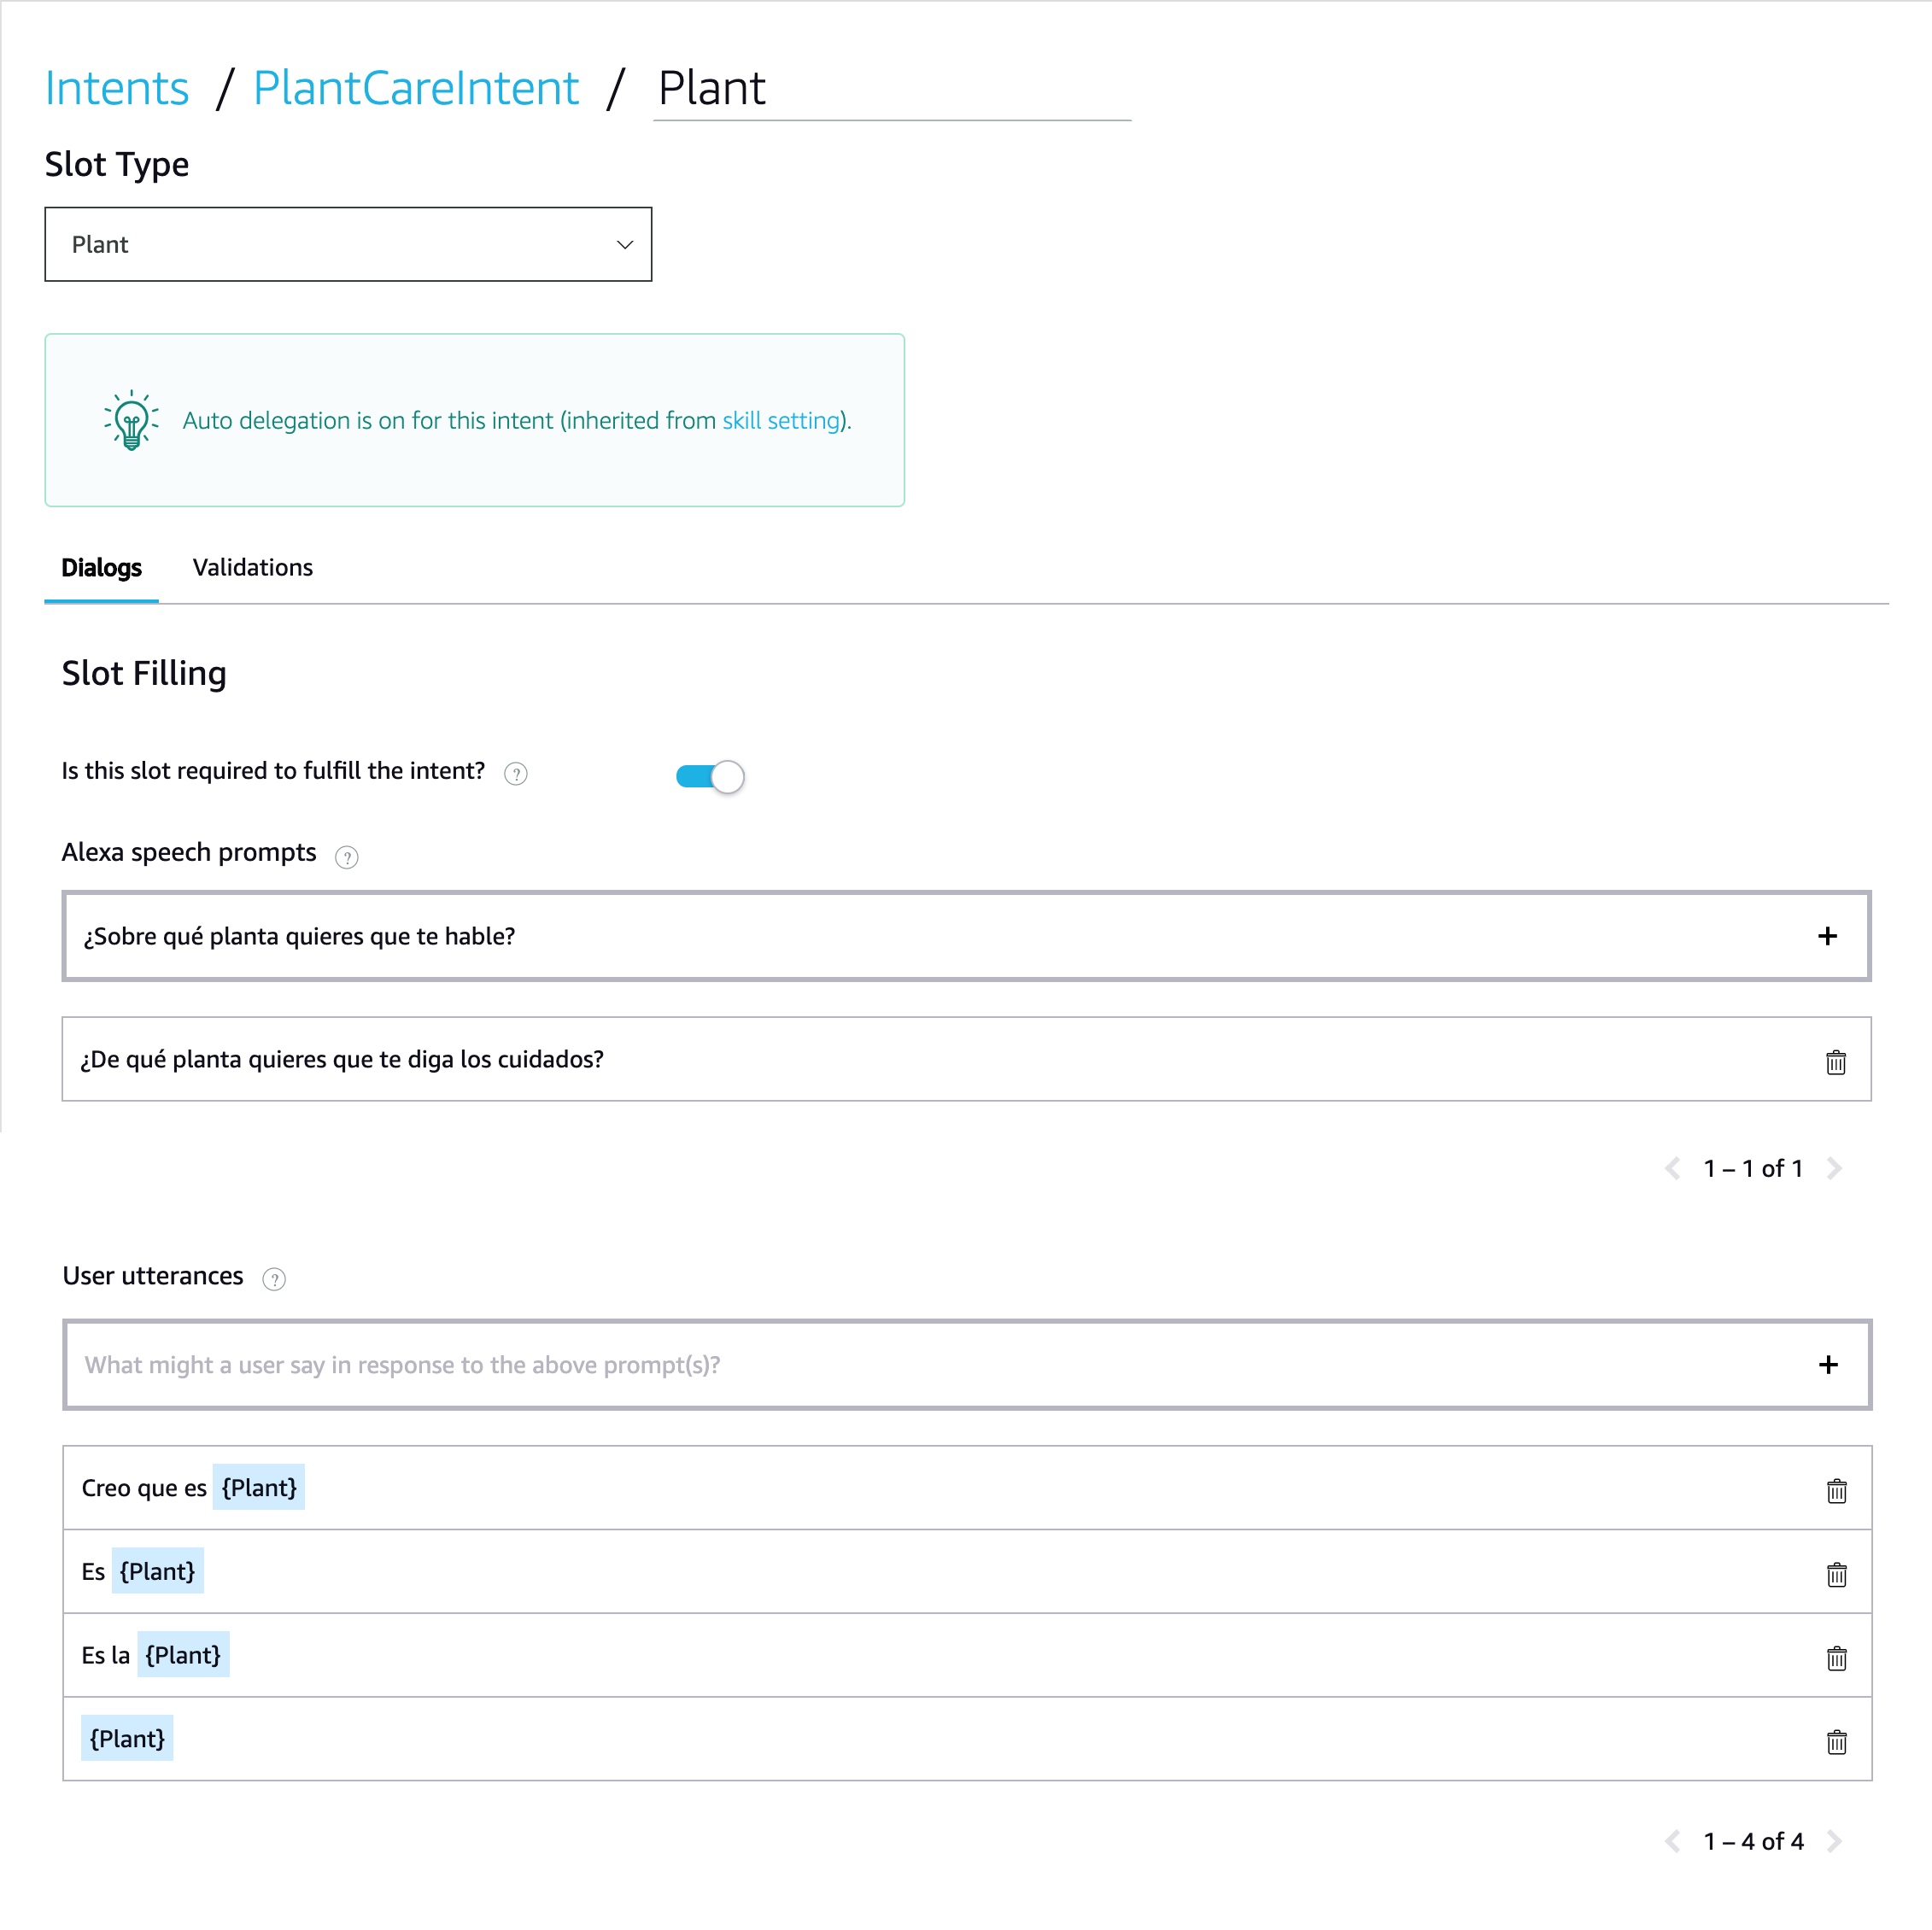 Intents / PlantCareIntent / Plant
Slot Type
Plant
Auto delegation is on for this intent (inherited from skill setting).
Dialogs Validations
Slot Filling
Is this slot required to fulfill the intent? ?
Alexa speech prompts ?
¿Sobre qué planta quieres que te hable? +
¿De qué planta quieres que te diga los cuidados?
1 – 1 of 1
User utterances ?
What might a user say in response to the above prompt(s)? +
Creo que es {Plant}
Es {Plant}
Es la {Plant}
{Plant}
1 – 4 of 4